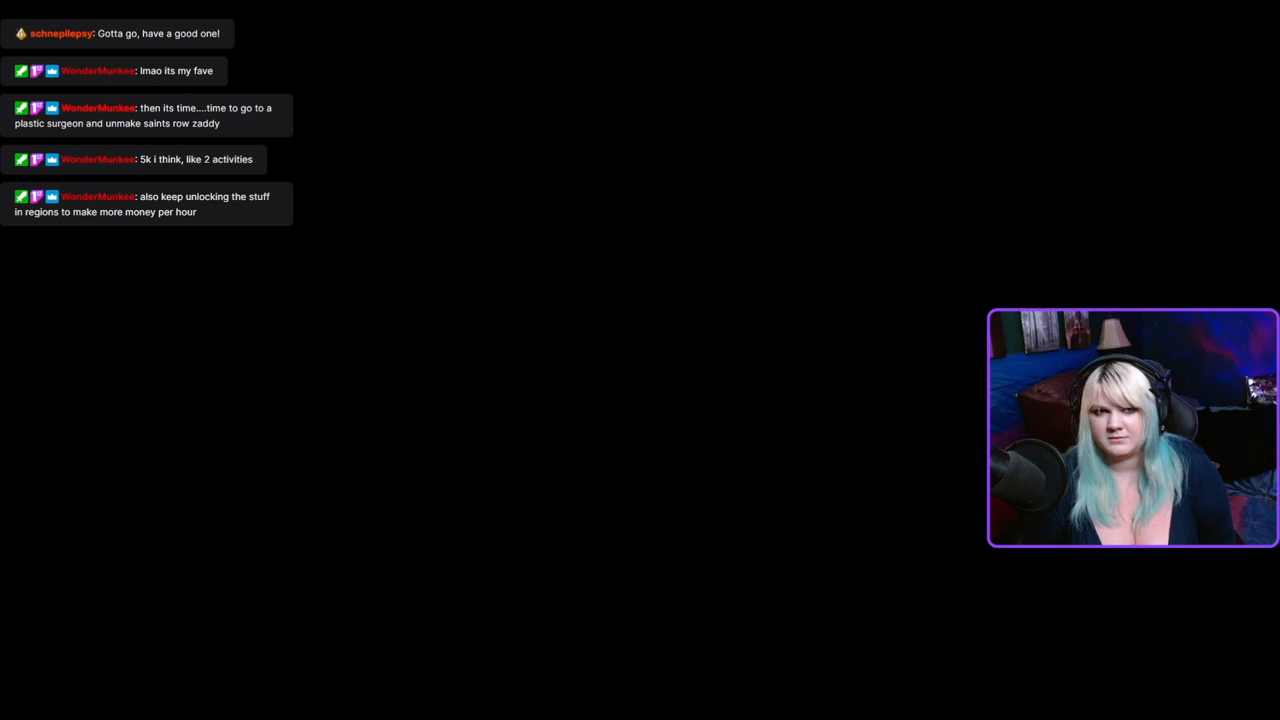 schnepilepsy: Gotta go, have a good one!
WonderMunkee: lmao its my fave
WonderMunkee: then its time....time to go to a
plastic surgeon and unmake saints row zaddy
WonderMunkee: 5k i think, like 2 activities
WonderMunkee: also keep unlocking the stuff
in regions to make more money per hour